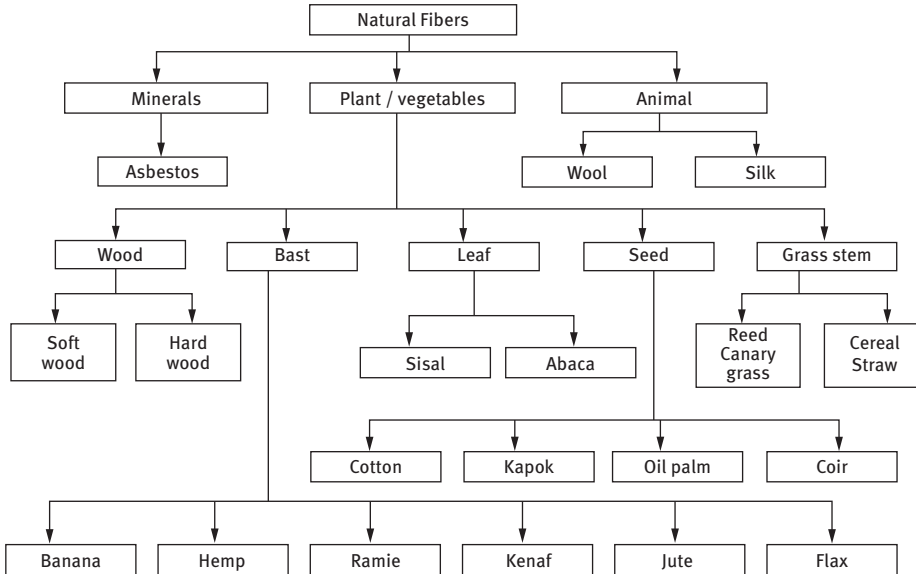 Natural Fibers
Minerals
Plant / vegetables
Animal
Asbestos
Wool
Silk
Wood
Bast
Leaf
Seed
Grass stem
Soft
wood
Hard
wood
Sisal
Abaca
Reed
Canary
grass
Cereal
Straw
Cotton
Kapok
Oil palm
Coir
Banana
Hemp
Ramie
Kenaf
Jute
Flax